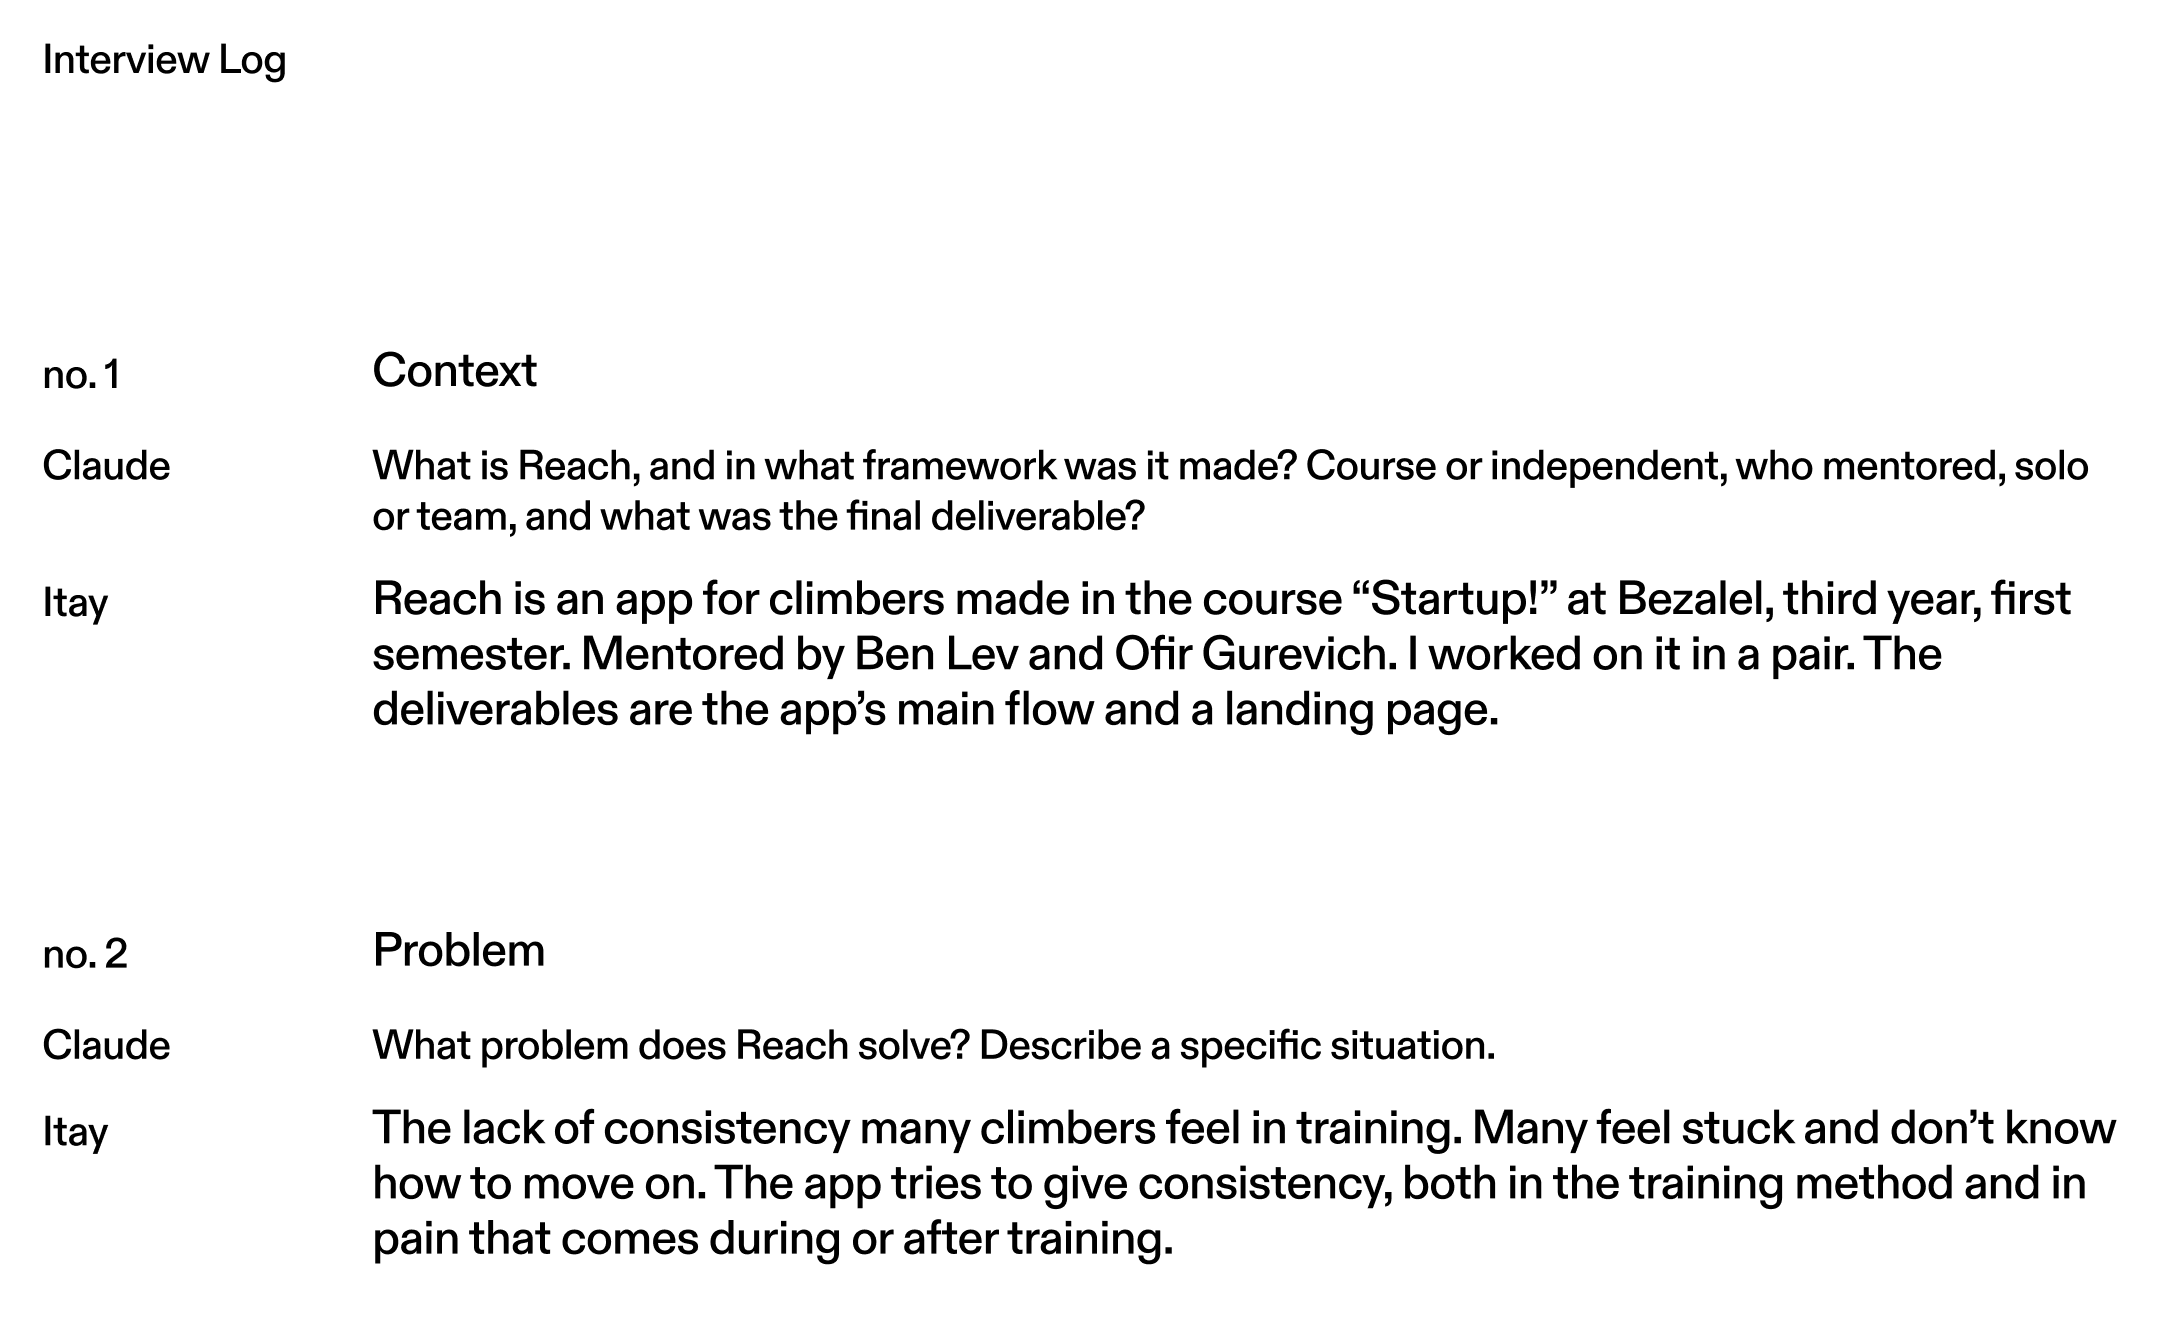 Interview Log
no. 1 Context
Claude What is Reach, and in what framework was it made? Course or independent, who mentored, solo
or team, and what was the final deliverable?
Itay Reach is an app for climbers made in the course “Startup!” at Bezalel, third year, first
semester. Mentored by Ben Lev and Ofir Gurevich. I worked on it in a pair. The
deliverables are the app’s main flow and a landing page.
no. 2 Problem
Claude What problem does Reach solve? Describe a specific situation.
Itay The lack of consistency many climbers feel in training. Many feel stuck and don’t know
how to move on. The app tries to give consistency, both in the training method and in
pain that comes during or after training.